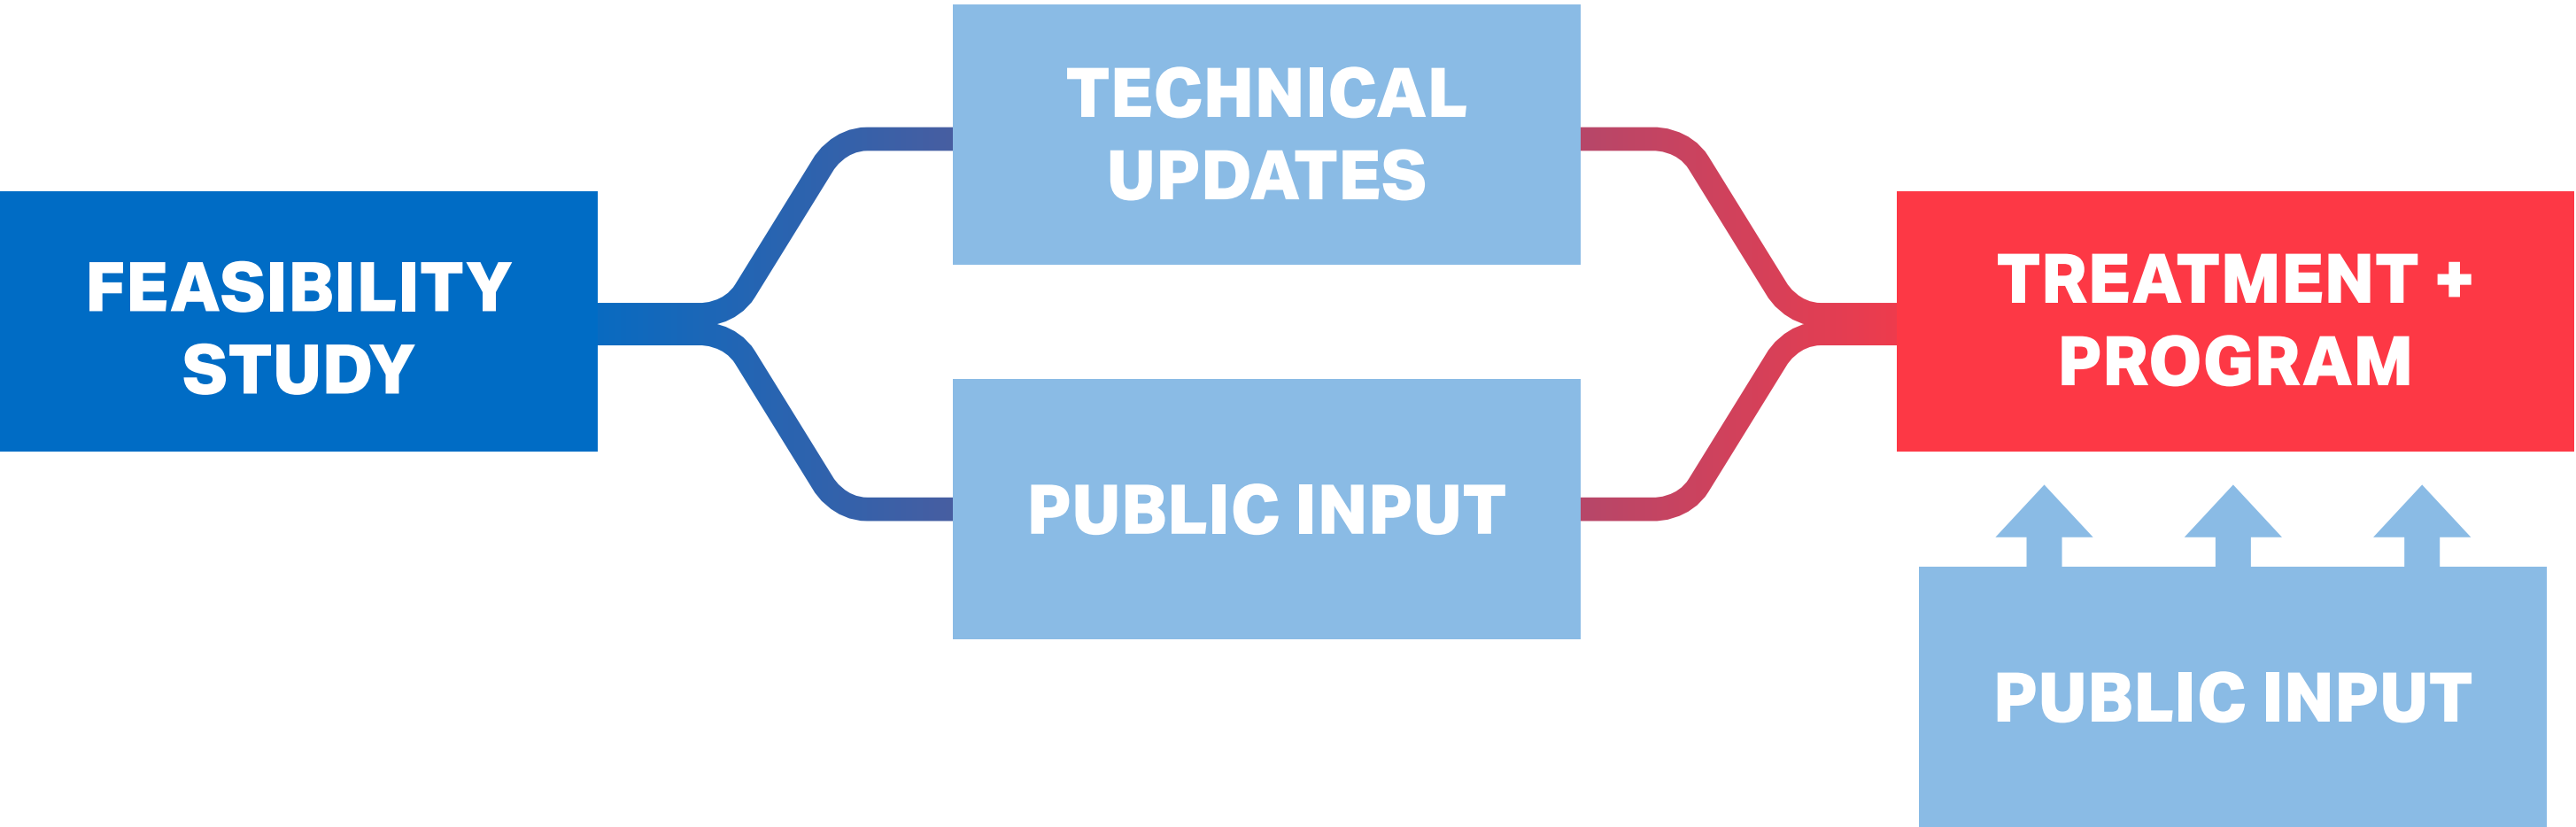 FEASIBILITY
STUDY
TECHNICAL
UPDATES
PUBLIC INPUT
TREATMENT +
PROGRAM
PUBLIC INPUT